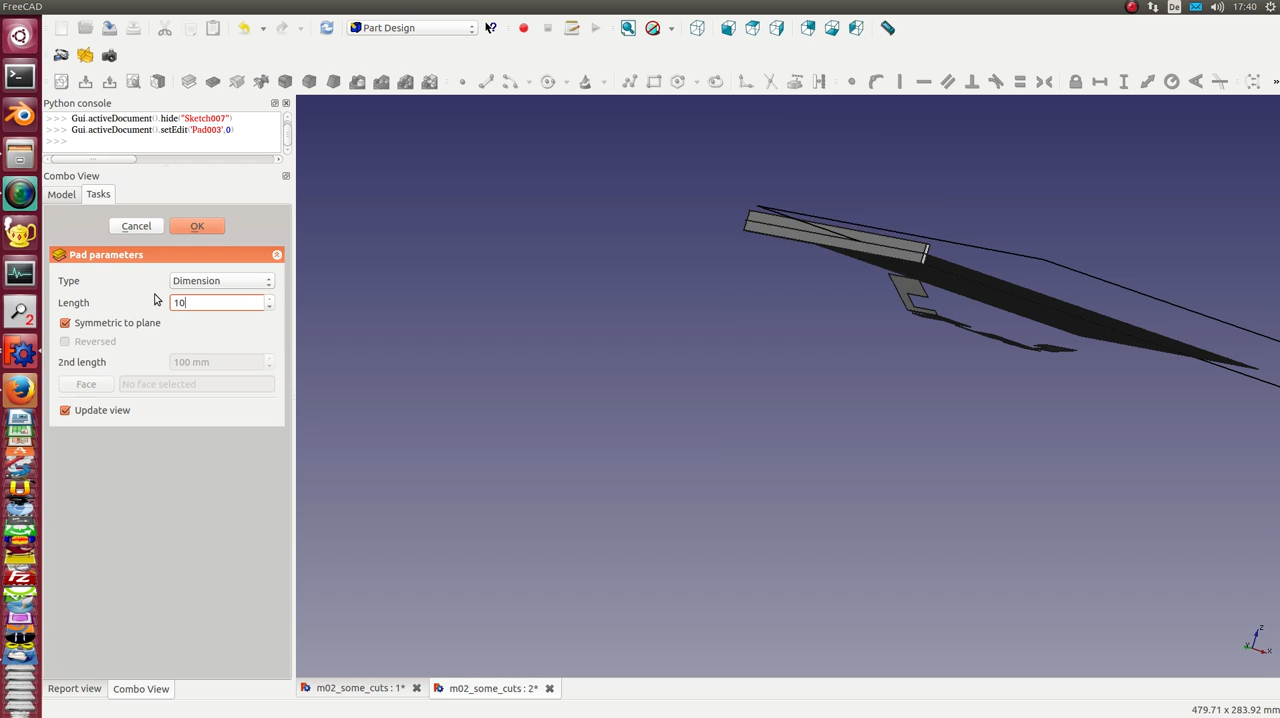 FreeCAD
De
17:40
Part Design
Python console
>>> Gui.activeDocument().hide("Sketch007")
>>> Gui.activeDocument().setEdit('Pad003',0)
>>>
Combo View
Model
Tasks
Cancel
OK
Pad parameters
Type
Dimension
Length
10
Symmetric to plane
Reversed
2nd length
100 mm
Face
No face selected
Update view
Report view
Combo View
m02_some_cuts : 1*
m02_some_cuts : 2*
479.71 x 283.92 mm
2
z
x